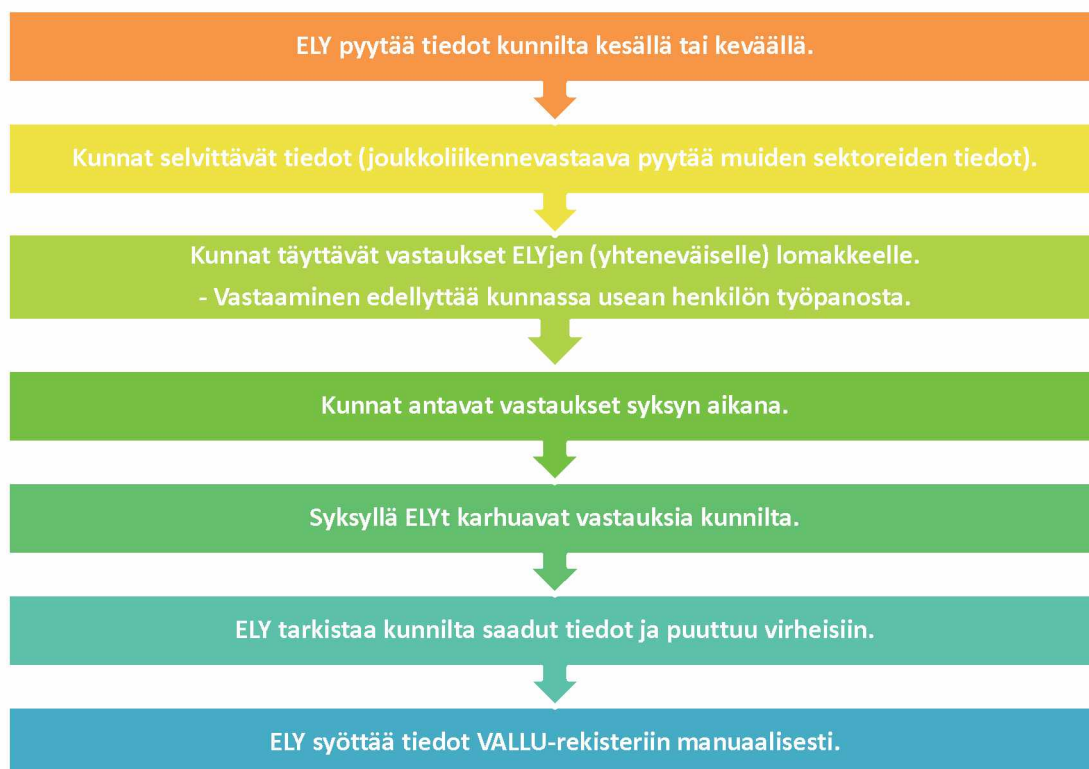 ELY pyytää tiedot kunnilta kesällä tai keväällä.
Kunnat selvittävät tiedot (joukkoliikennevastaava pyytää muiden sektoreiden tiedot).
Kunnat täyttävät vastaukset ELYjen (yhteneväiselle) lomakkeelle.
- Vastaaminen edellyttää kunnassa usean henkilön työpanosta.
Kunnat antavat vastaukset syksyn aikana.
Syksyllä ELYt karhuavat vastauksia kunnilta.
ELY tarkistaa kunnilta saadut tiedot ja puuttuu virheisiin.
ELY syöttää tiedot VALLU-rekisteriin manuaalisesti.